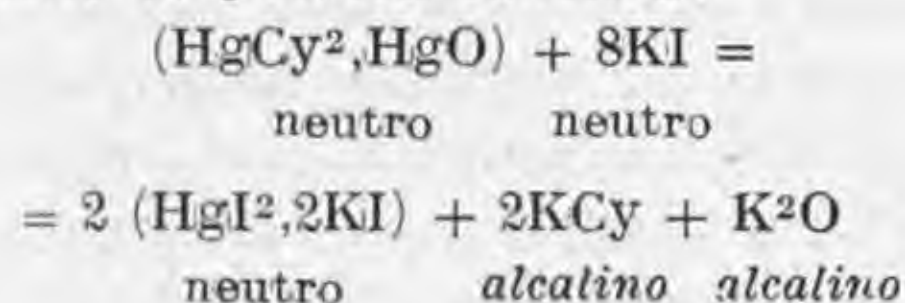 (HgCy²,HgO) + 8KI =
neutro neutro
= 2 (HgI²,2KI) + 2KCy + K²O
neutro alcalino alcalino